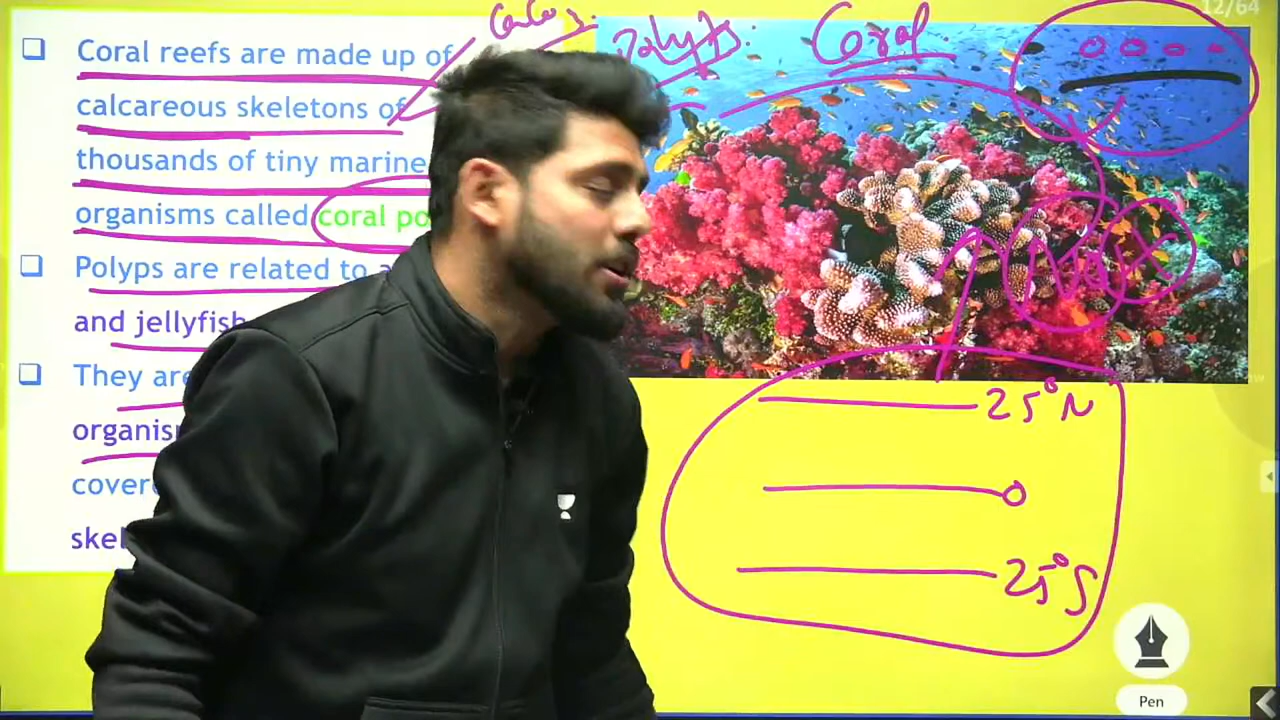 12/64
CaCo3.
Polyps.
Coral.
Coral reefs are made up of
calcareous skeletons of
thousands of tiny marine
organisms called coral po
Polyps are related to a
and jellyfish
They are
organis
cover
skel
25°N
0
25°S
Pen